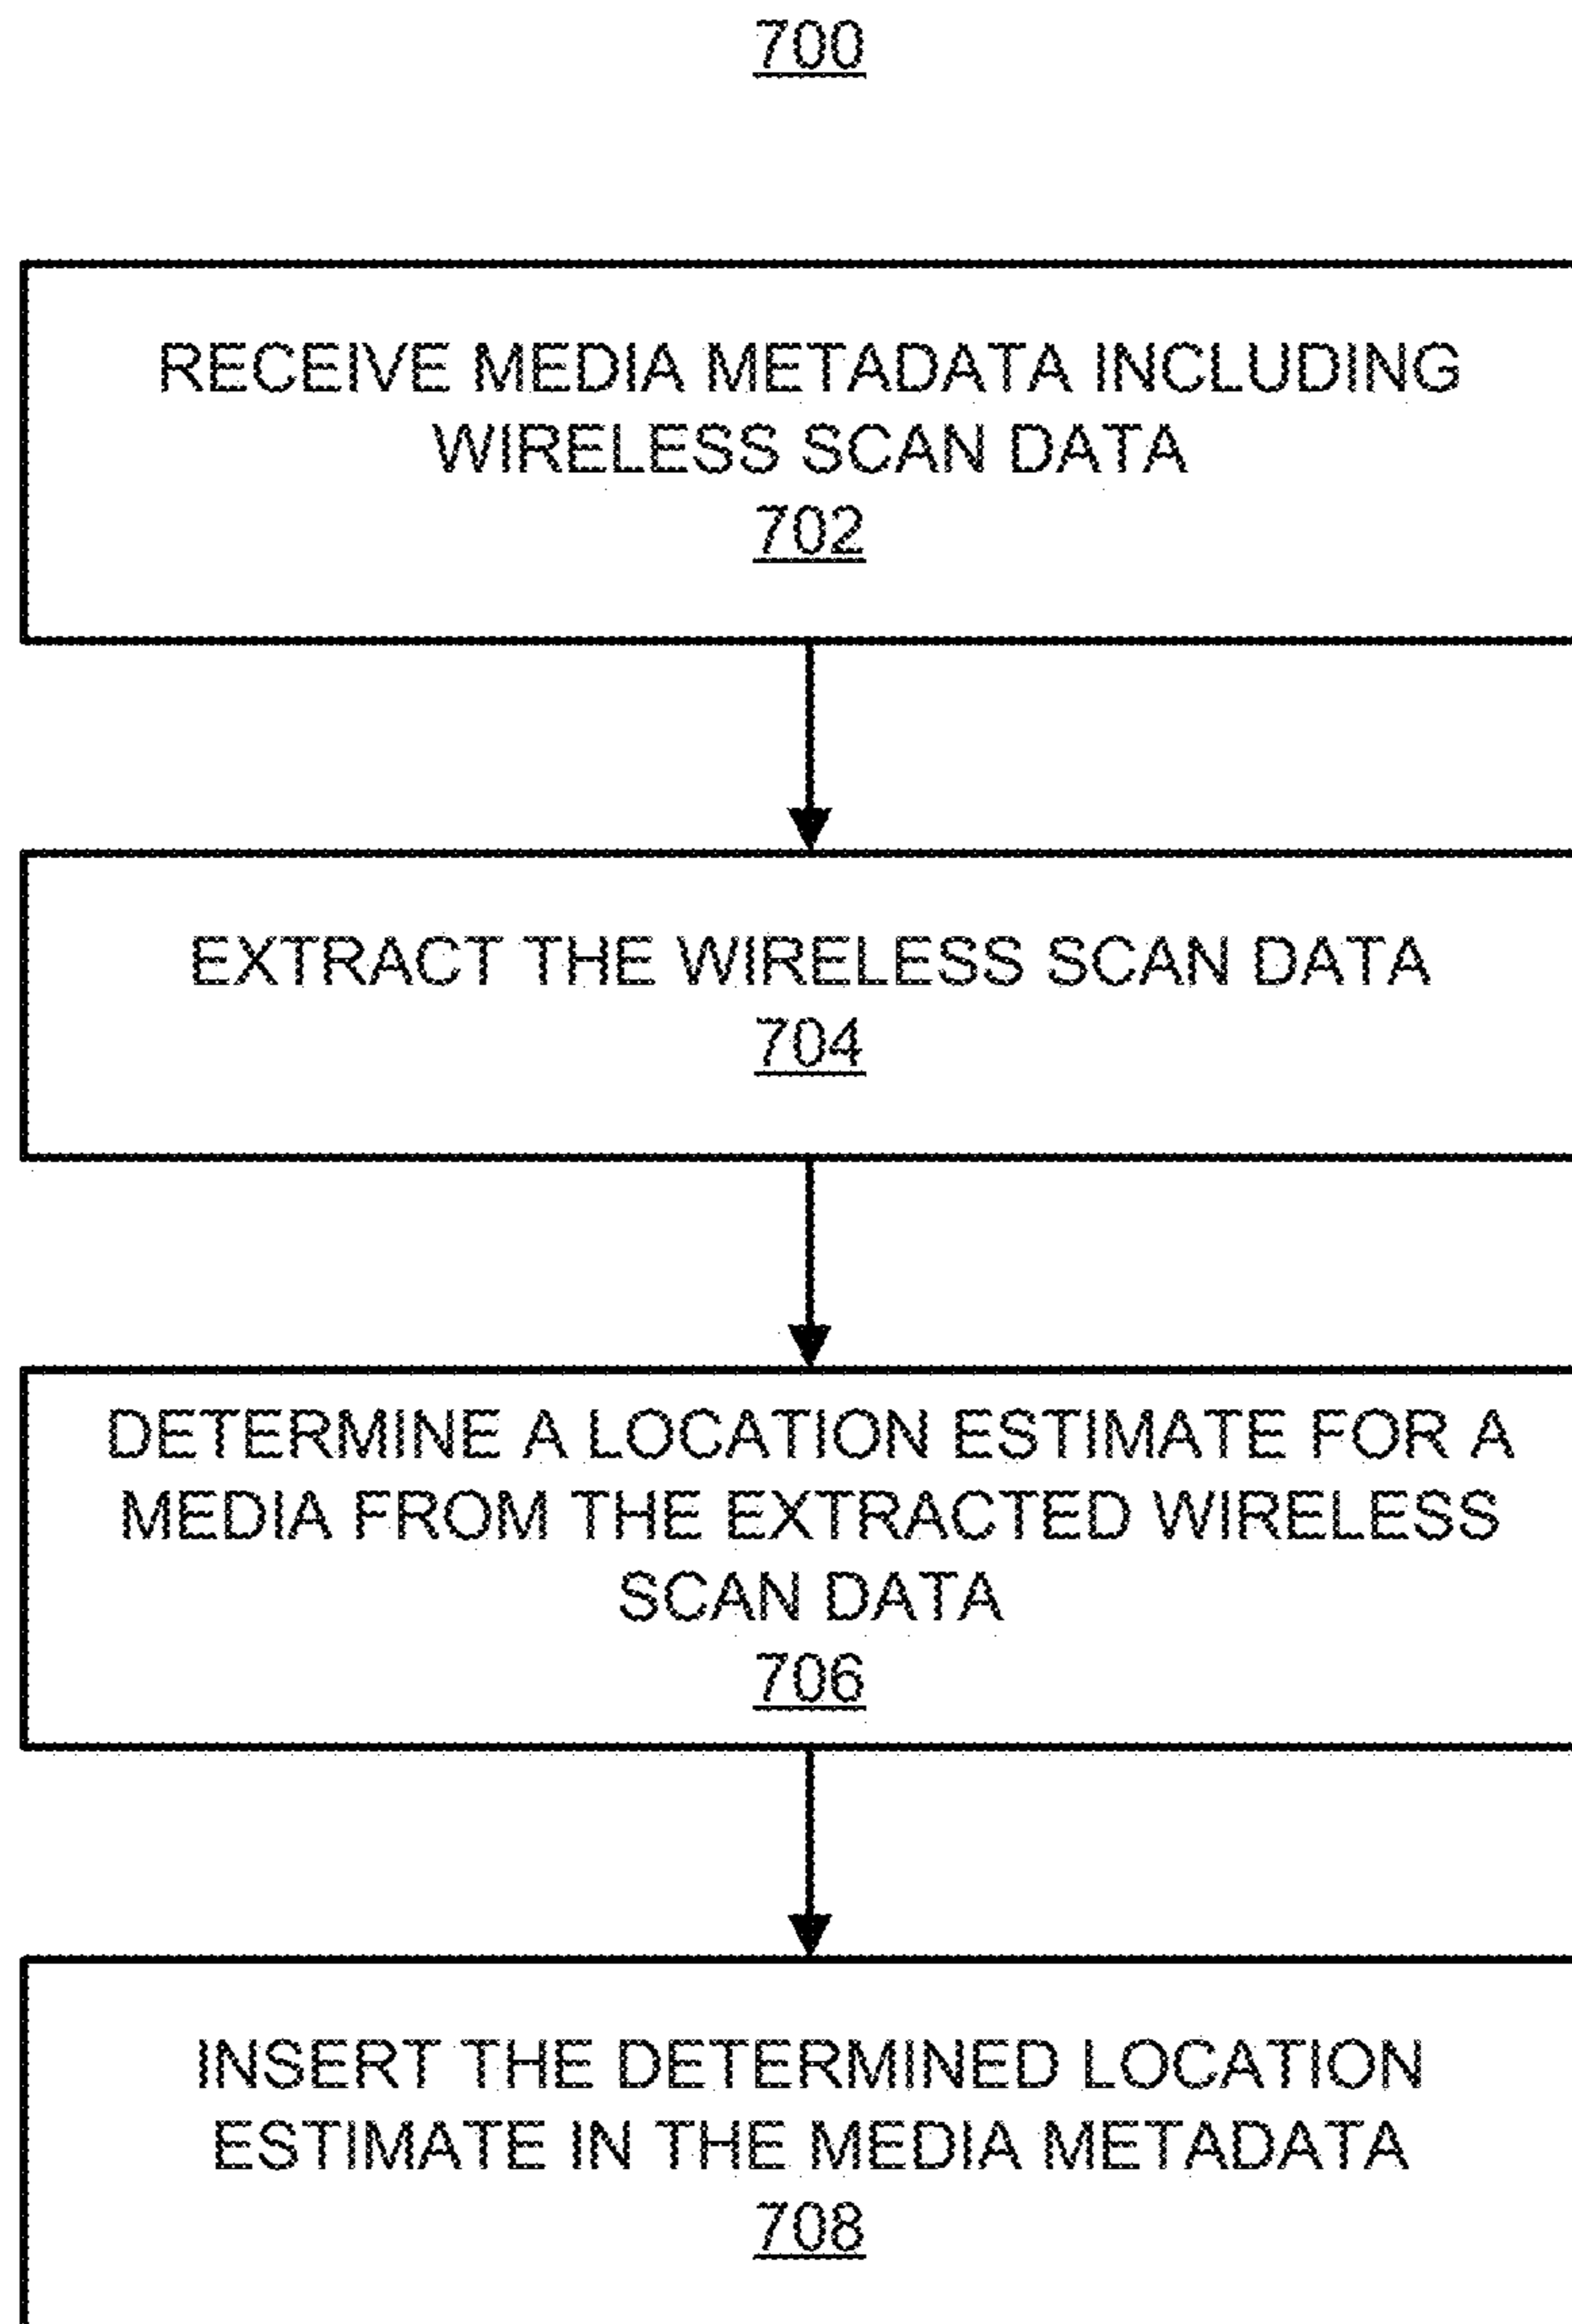 700
RECEIVE MEDIA METADATA INCLUDING
WIRELESS SCAN DATA
702
EXTRACT THE WIRELESS SCAN DATA
704
DETERMINE A LOCATION ESTIMATE FOR A
MEDIA FROM THE EXTRACTED WIRELESS
SCAN DATA
706
INSERT THE DETERMINED LOCATION
ESTIMATE IN THE MEDIA METADATA
708